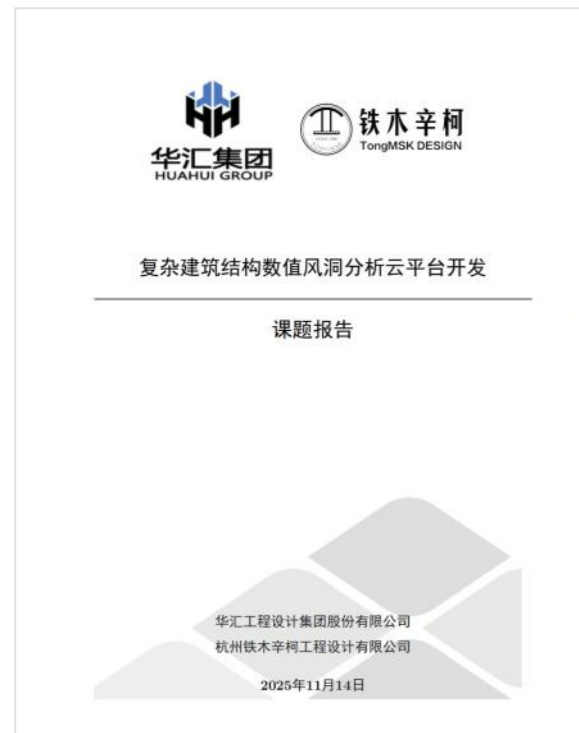 华汇集团
HUAHUI GROUP
铁木辛柯
TongMSK DESIGN
复杂建筑结构数值风洞分析云平台开发
课题报告
华汇工程设计集团股份有限公司
杭州铁木辛柯工程设计有限公司
2025年11月14日